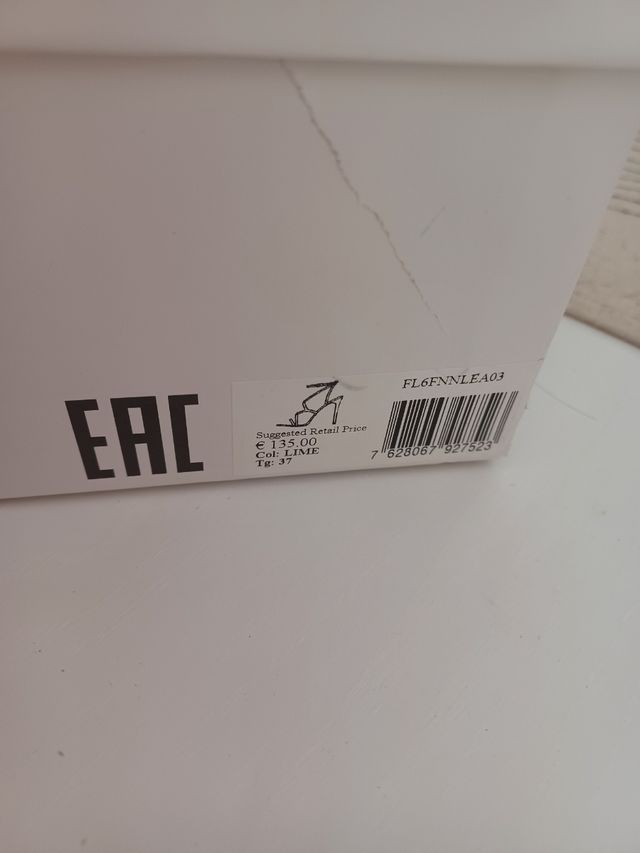 EAC
FL6FNNLEA03
Suggested Retail Price
€ 135.00
Col: LIME
Tg: 37
7 628067 927523